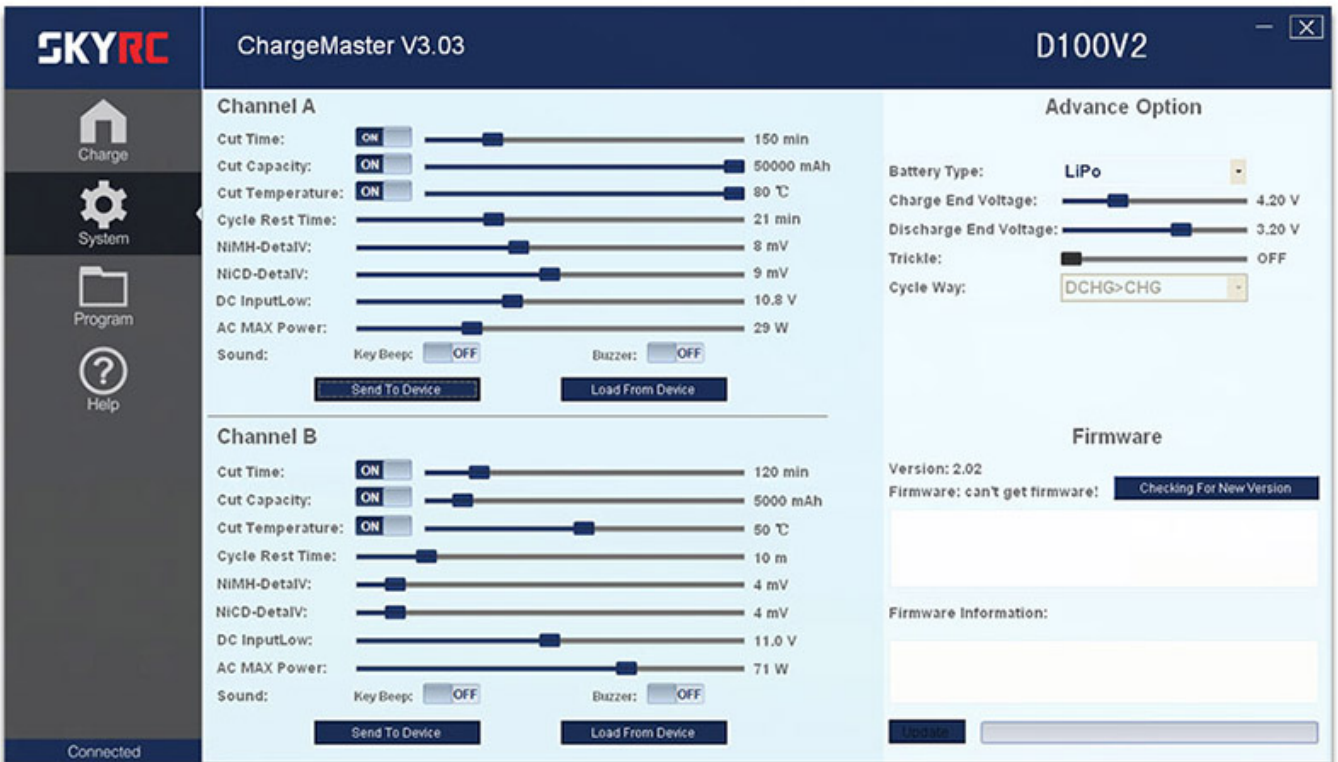 SKYRC
ChargeMaster V3.03
D100V2
Charge
System
Program
Help
Connected
Channel A
Cut Time: ON 150 min
Cut Capacity: ON 50000 mAh
Cut Temperature: ON 80 ℃
Cycle Rest Time: 21 min
NiMH-DetalV: 8 mV
NiCD-DetalV: 9 mV
DC InputLow: 10.8 V
AC MAX Power: 29 W
Sound: Key Beep: OFF Buzzer: OFF
Send To Device Load From Device
Channel B
Cut Time: ON 120 min
Cut Capacity: ON 5000 mAh
Cut Temperature: ON 50 ℃
Cycle Rest Time: 10 m
NiMH-DetalV: 4 mV
NiCD-DetalV: 4 mV
DC InputLow: 11.0 V
AC MAX Power: 71 W
Sound: Key Beep: OFF Buzzer: OFF
Send To Device Load From Device
Advance Option
Battery Type: LiPo
Charge End Voltage: 4.20 V
Discharge End Voltage: 3.20 V
Trickle: OFF
Cycle Way: DCHG>CHG
Firmware
Version: 2.02
Firmware: can't get firmware! Checking For New Version
Firmware Information:
Update